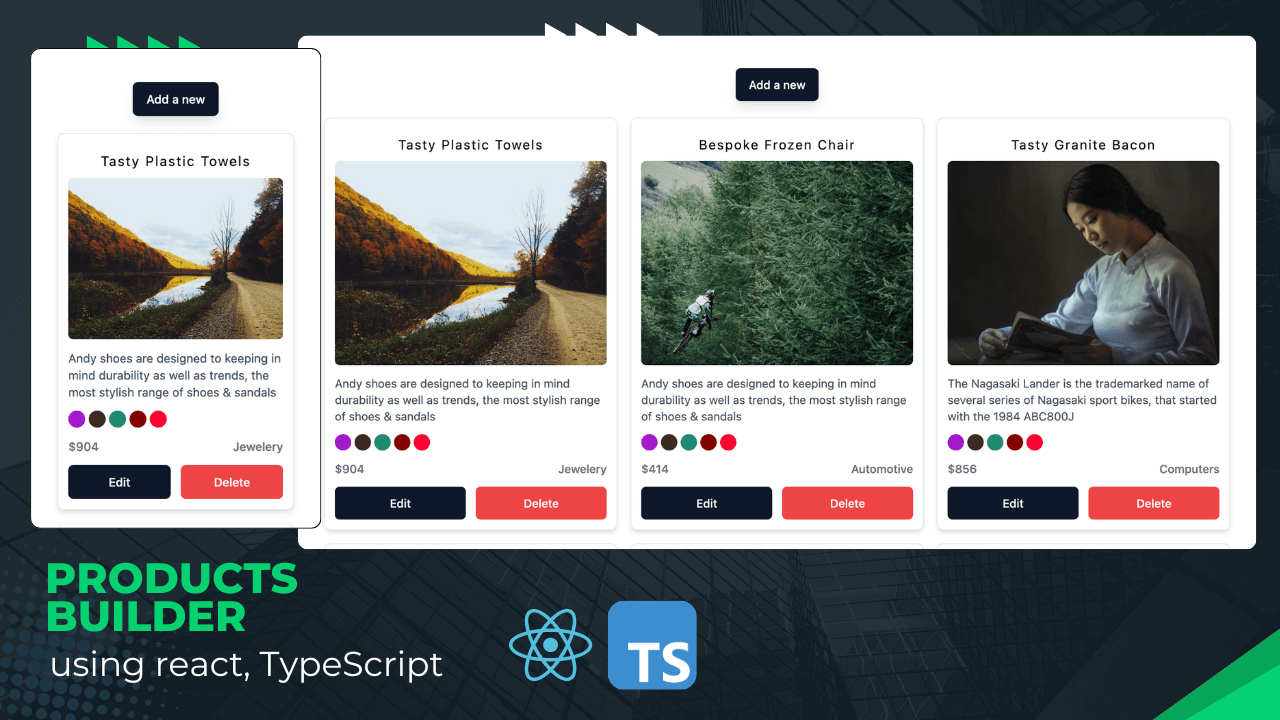 Add a new
Tasty Plastic Towels
Andy shoes are designed to keeping in
mind durability as well as trends, the
most stylish range of shoes & sandals
$904 Jewelery
Edit Delete
Add a new
Tasty Plastic Towels
Andy shoes are designed to keeping in mind
durability as well as trends, the most stylish range
of shoes & sandals
$904 Jewelery
Edit Delete
Bespoke Frozen Chair
Andy shoes are designed to keeping in mind
durability as well as trends, the most stylish range
of shoes & sandals
$414 Automotive
Edit Delete
Tasty Granite Bacon
The Nagasaki Lander is the trademarked name of
several series of Nagasaki sport bikes, that started
with the 1984 ABC800J
$856 Computers
Edit Delete
PRODUCTS
BUILDER
using react, TypeScript
TS